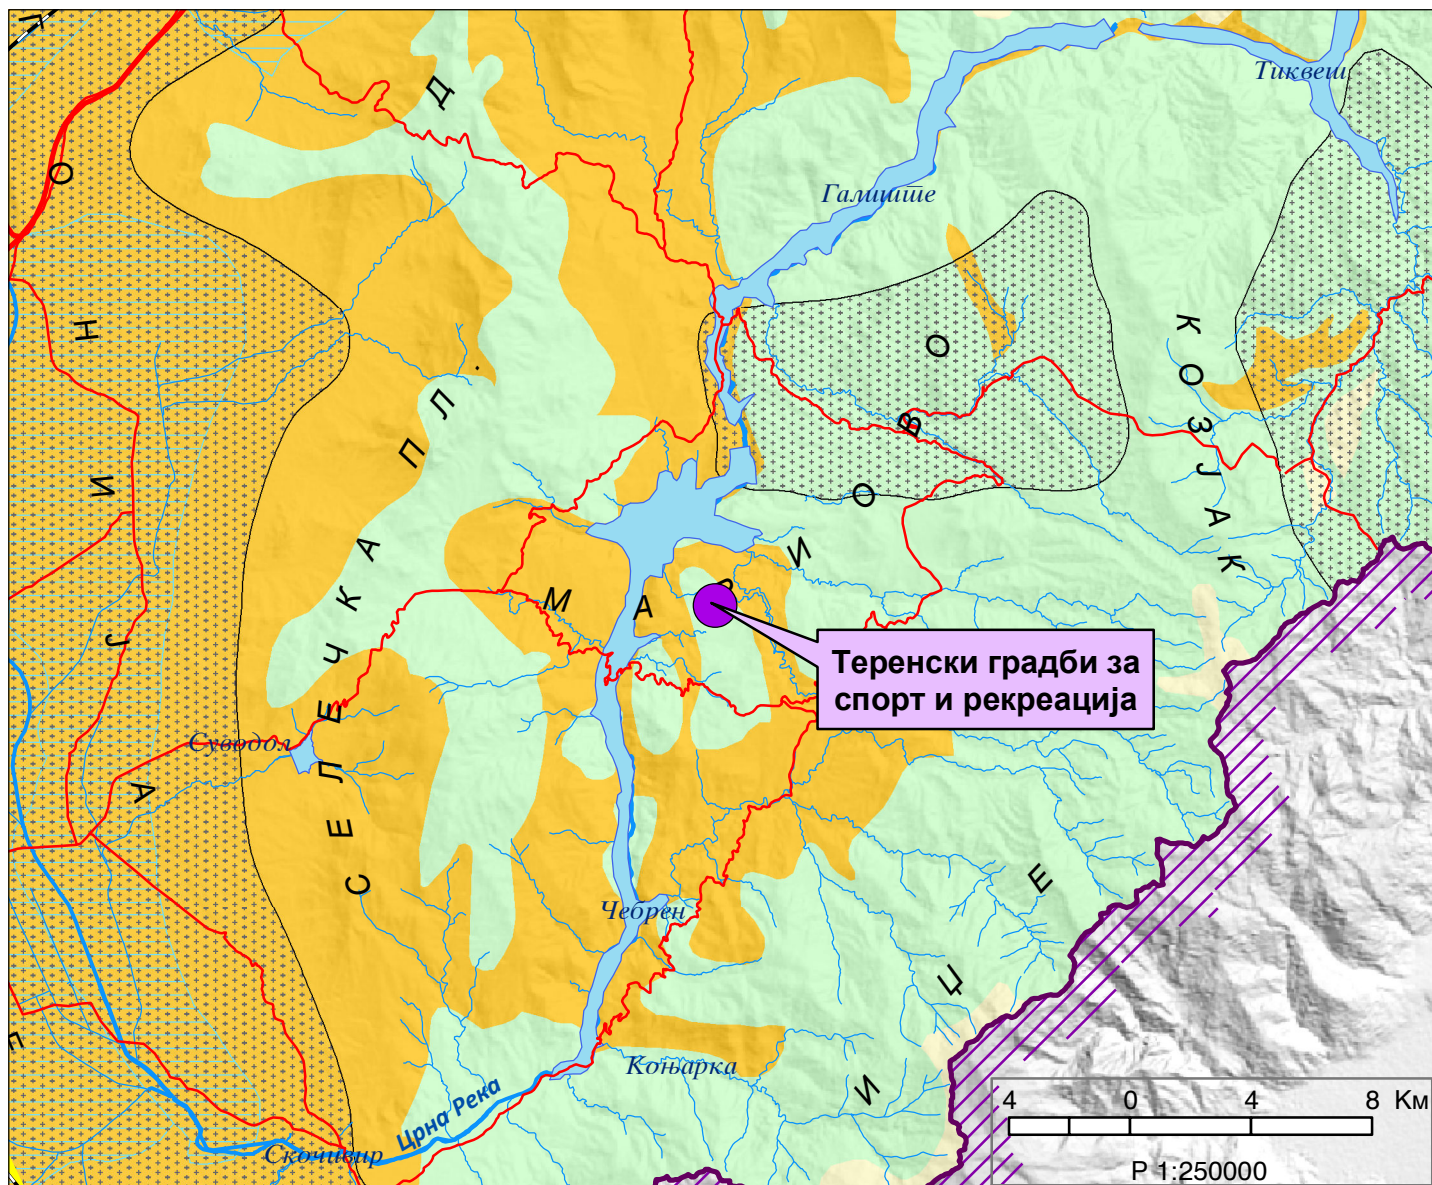 Тиквеш
Галиште
Д
К О З Ј А К
М А Р И О В О
С Е Л Е Ч К А П Л .
О Н И Ј А
Теренски градби за
спорт и рекреација
Суводол
Чебрен
Коњарка
И Џ Е
Црна Река
Скочивир
4 0 4 8 Км
Р 1:250000